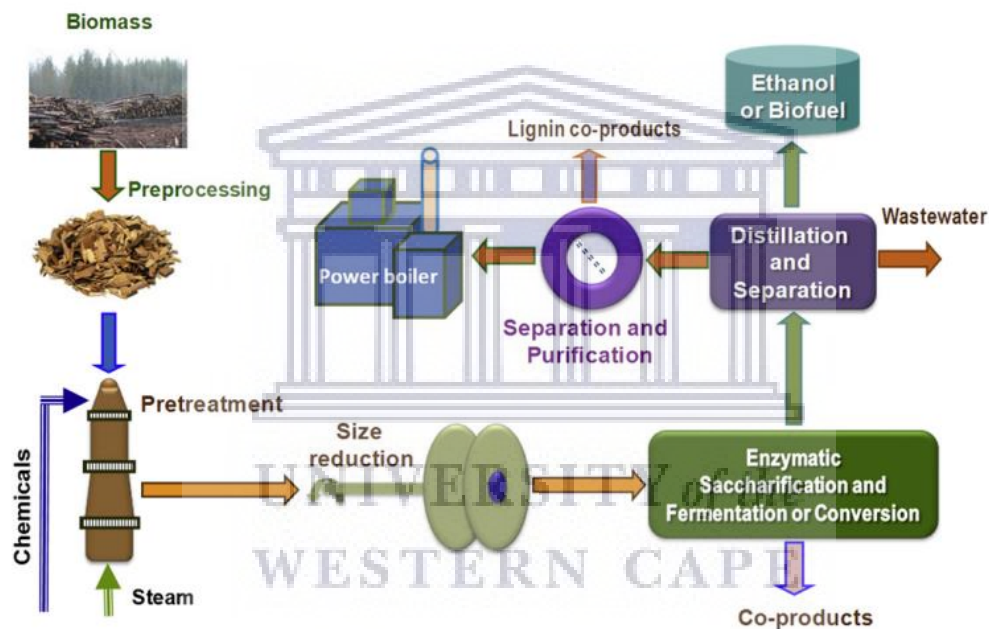 Biomass
Preprocessing
Ethanol
or Biofuel
Lignin co-products
Wastewater
Power boiler
Distillation
and
Separation
Separation and
Purification
Pretreatment
Size
reduction
Enzymatic
Saccharification and
Fermentation or Conversion
Chemicals
Steam
Co-products
UNIVERSITY of the
WESTERN CAPE